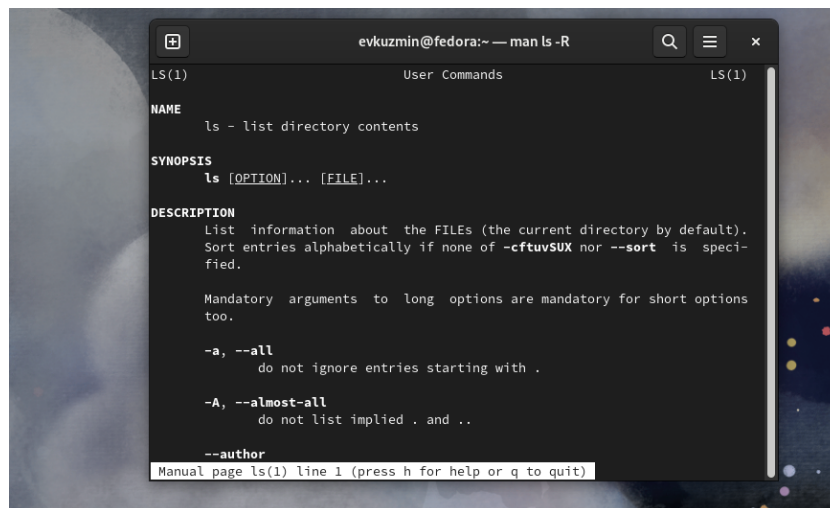 evkuzmin@fedora:~ — man ls -R
LS(1) User Commands LS(1)
NAME
ls - list directory contents
SYNOPSIS
ls [OPTION]... [FILE]...
DESCRIPTION
List information about the FILEs (the current directory by default).
Sort entries alphabetically if none of -cftuvSUX nor --sort is speci-
fied.
Mandatory arguments to long options are mandatory for short options
too.
-a, --all
do not ignore entries starting with .
-A, --almost-all
do not list implied . and ..
--author
Manual page ls(1) line 1 (press h for help or q to quit)